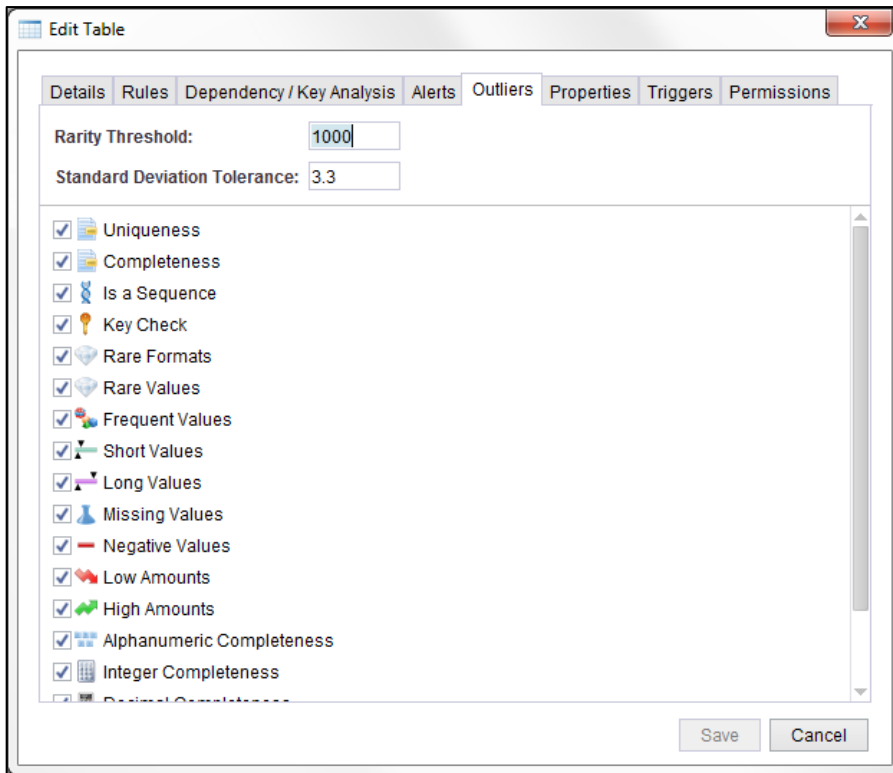 Edit Table
Details Rules Dependency / Key Analysis Alerts Outliers Properties Triggers Permissions
Rarity Threshold: 1000
Standard Deviation Tolerance: 3.3
Uniqueness
Completeness
Is a Sequence
Key Check
Rare Formats
Rare Values
Frequent Values
Short Values
Long Values
Missing Values
Negative Values
Low Amounts
High Amounts
Alphanumeric Completeness
Integer Completeness
Decimal Completeness
Save Cancel